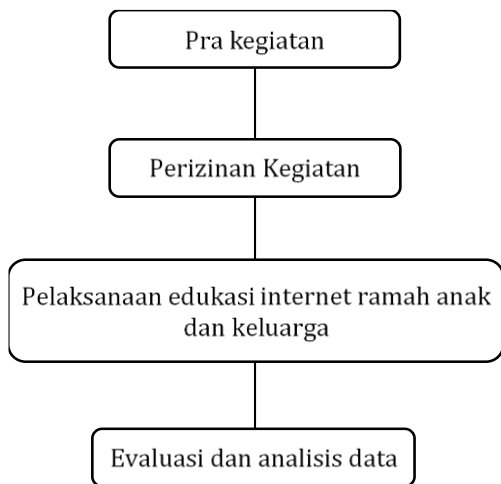 Pra kegiatan
Perizinan Kegiatan
Pelaksanaan edukasi internet ramah anak
dan keluarga
Evaluasi dan analisis data